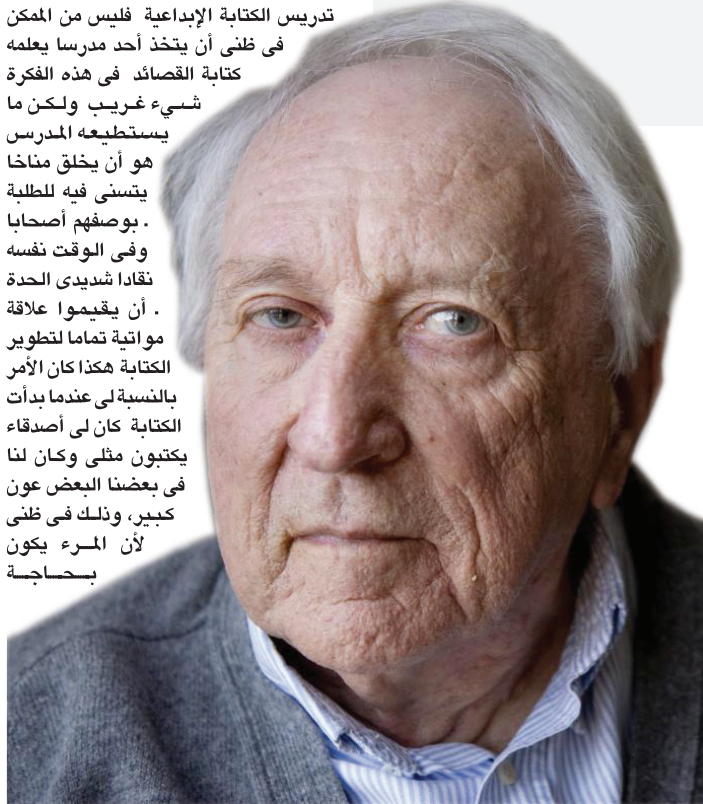 تدريس الكتابة الإبداعية فليس من الممكن
فى ظنى أن يتخذ أحد مدرسا يعلمه
كتابة القصائد فى هذه الفكرة
شيء غريب ولكن ما
يستطيعه المدرس
هو أن يخلق مناخا
يتسنى فيه للطلبة
. بوصفهم أصحابا
وفى الوقت نفسه
نقادا شديدى الحدة
. أن يقيموا علاقة
مواتية تماما لتطوير
الكتابة هكذا كان الأمر
بالنسبة لى عندما بدأت
الكتابة كان لى أصدقاء
يكتبون مثلى وكان لنا
فى بعضنا البعض عون
كبير، وذلك فى ظنى
لأن المرء يكون
بحاجة